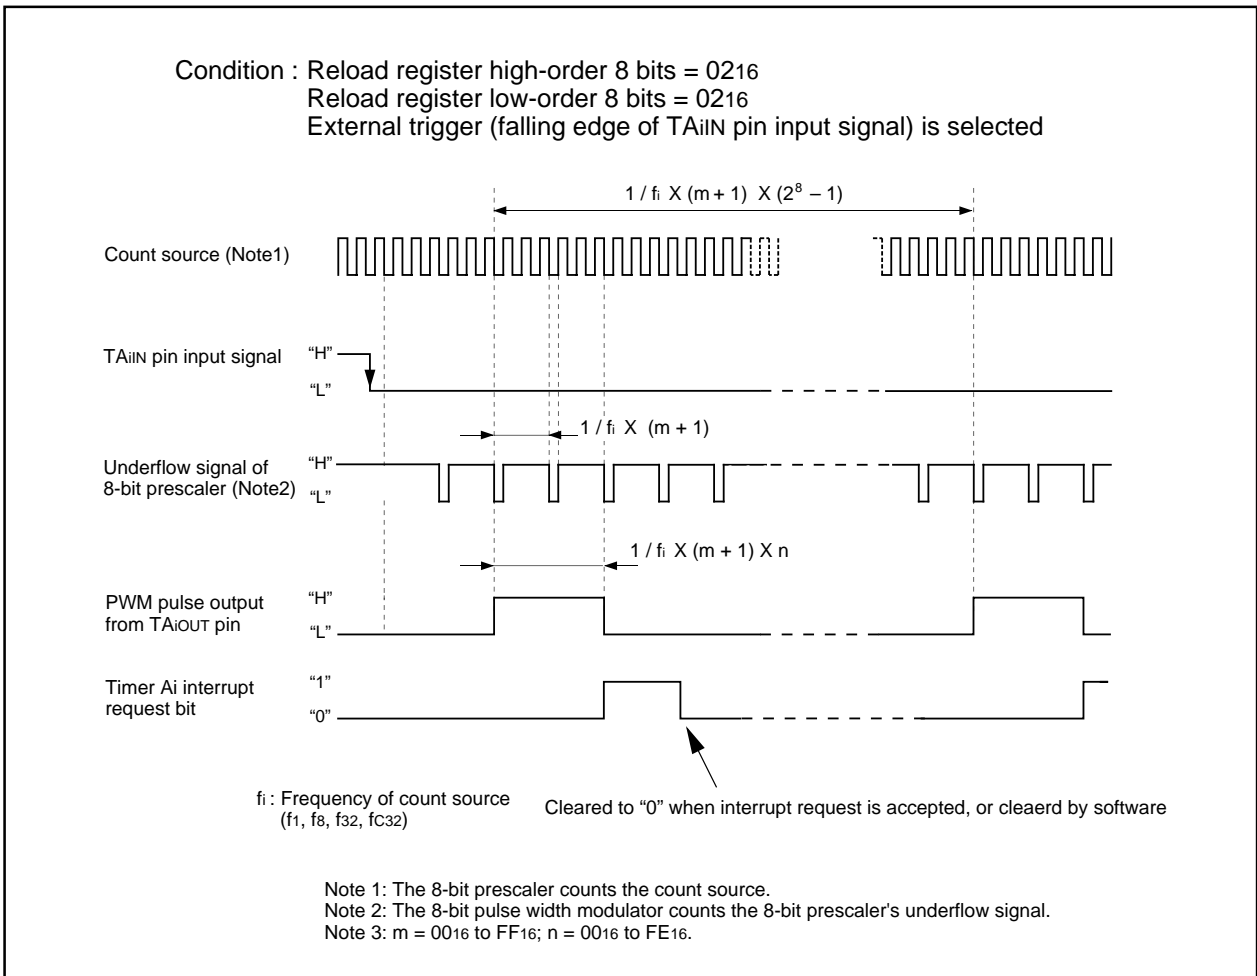 Condition : Reload register high-order 8 bits = 0216
Reload register low-order 8 bits = 0216
External trigger (falling edge of TAiIN pin input signal) is selected
1 / fi X (m + 1) X (2^8 – 1)
Count source (Note1)
TAiIN pin input signal
“H”
“L”
1 / fi X (m + 1)
Underflow signal of
8-bit prescaler (Note2)
“H”
“L”
1 / fi X (m + 1) X n
PWM pulse output
from TAiOUT pin
“H”
“L”
Timer Ai interrupt
request bit
“1”
“0”
fi : Frequency of count source
(f1, f8, f32, fC32)
Cleared to “0” when interrupt request is accepted, or cleaerd by software
Note 1: The 8-bit prescaler counts the count source.
Note 2: The 8-bit pulse width modulator counts the 8-bit prescaler's underflow signal.
Note 3: m = 0016 to FF16; n = 0016 to FE16.